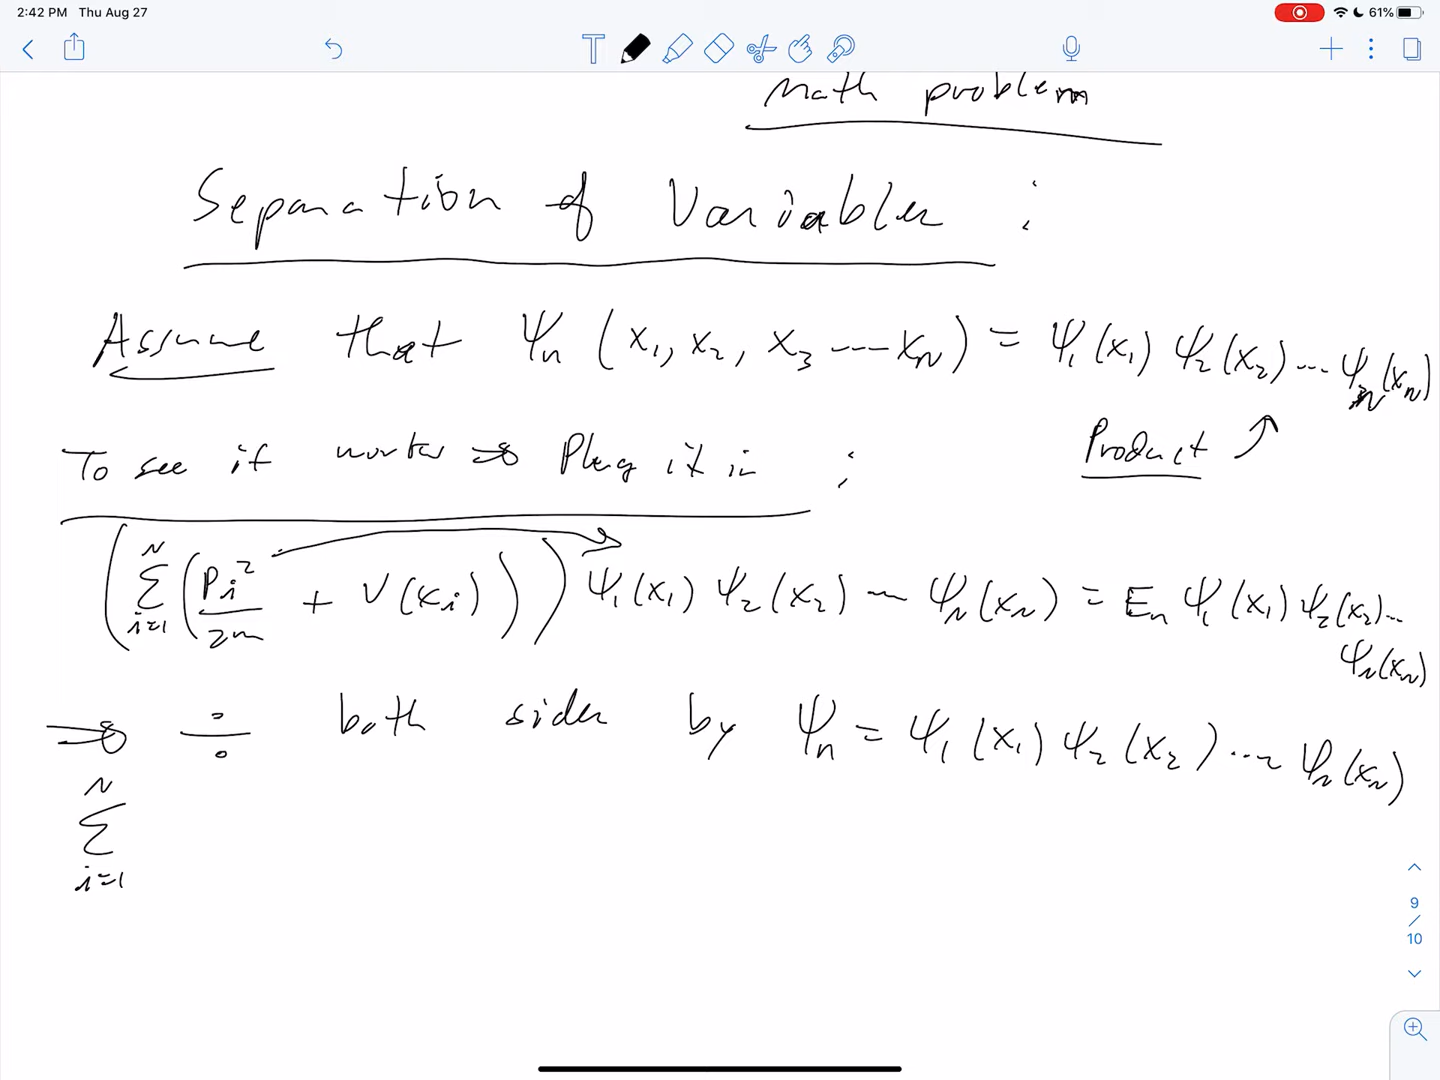 2:42 PM Thu Aug 27 61%
T
Math problem
Separation of Variables :
Assume that Ψn (x1, x2, x3 ---- xN) = Ψ1(x1) Ψ2(x2) --- ΨN(xN)
To see if works ⇒ Plug it in :
Product ↑
(∑ᴺi=1 (Pi²/2m + V(xi))) Ψ1(x1) Ψ2(x2) -- ΨN(xN) = En Ψ1(x1) Ψ2(x2)...
ΨN(xN)
⇒ ÷ both sides by Ψn = Ψ1(x1) Ψ2(x2) ... ΨN(xN)
N
∑
i=1
9
/
10